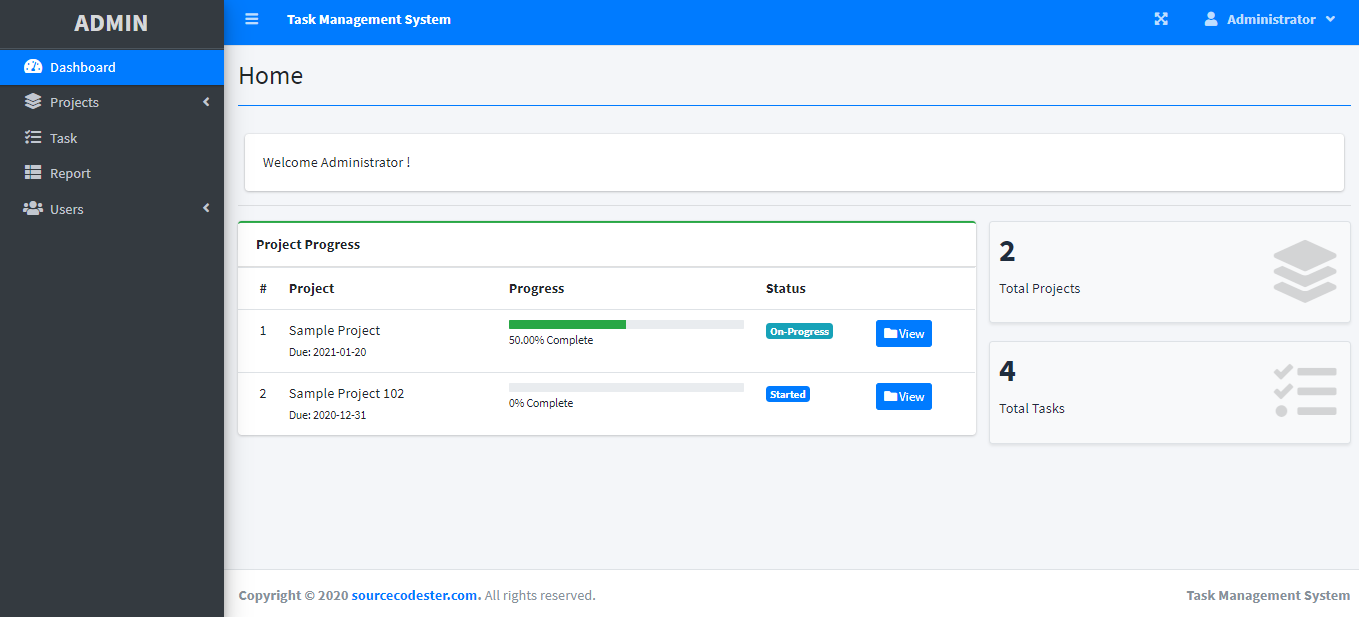 ADMIN
Task Management System
Administrator
Dashboard
Projects
Task
Report
Users
Home
Welcome Administrator !
Project Progress
# Project Progress Status
1 Sample Project 50.00% Complete On-Progress View
Due: 2021-01-20
2 Sample Project 102 0% Complete Started View
Due: 2020-12-31
2
Total Projects
4
Total Tasks
Copyright © 2020 sourcecodester.com. All rights reserved.
Task Management System